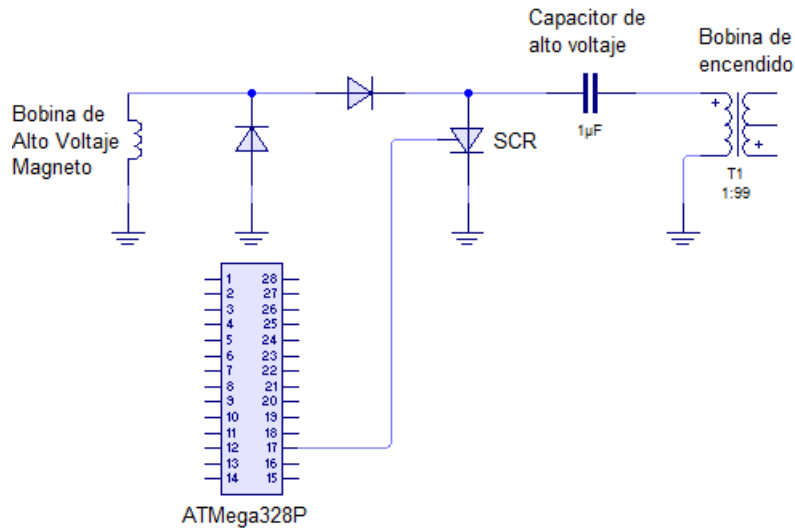 Capacitor de
alto voltaje
Bobina de
encendido
Bobina de
Alto Voltaje
Magneto
+
1µF
SCR
+
T1
1:99
1 28
2 27
3 26
4 25
5 24
6 23
7 22
8 21
9 20
10 19
11 18
12 17
13 16
14 15
ATMega328P